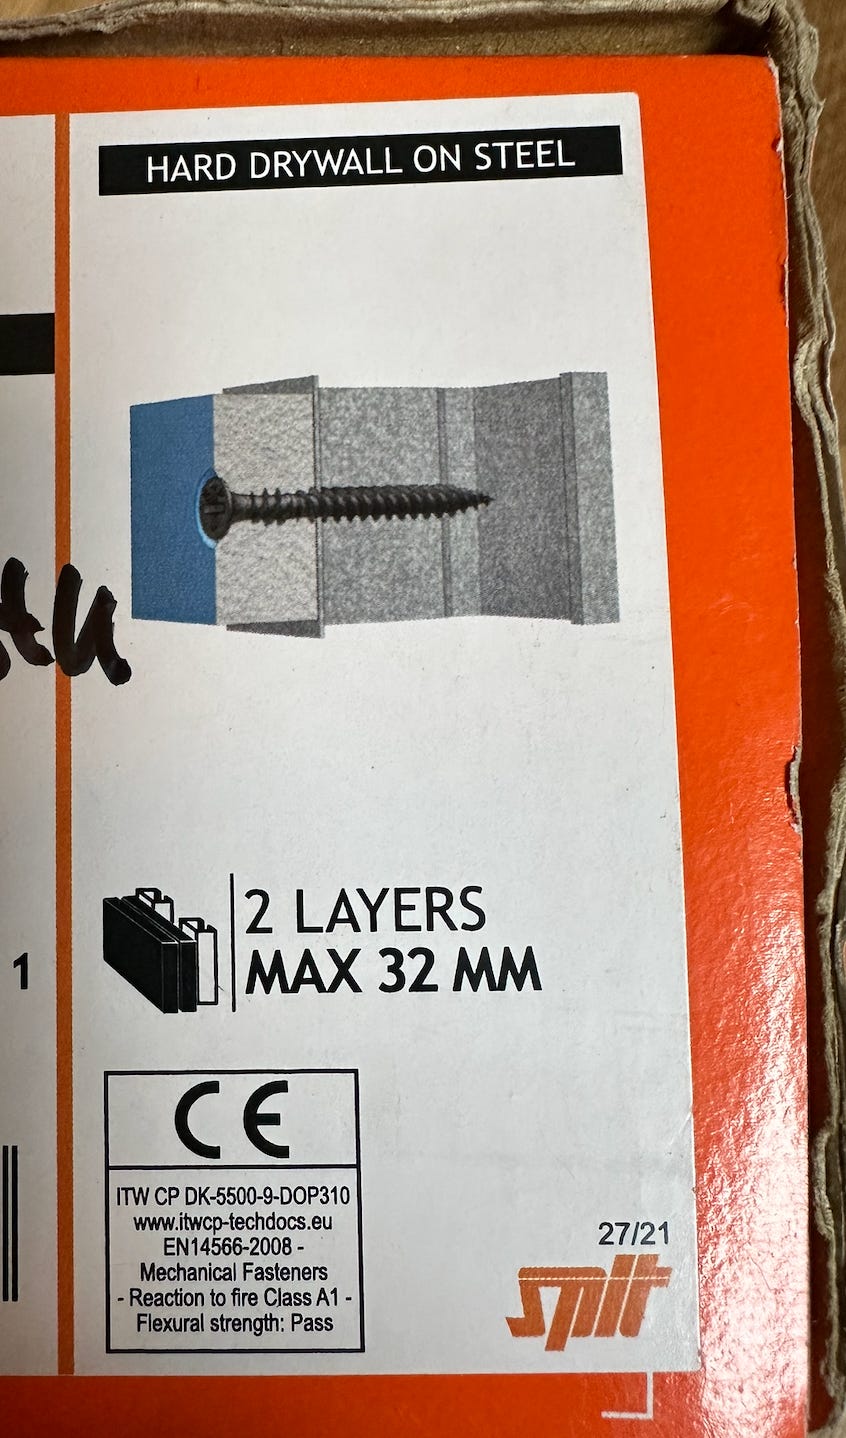 HARD DRYWALL ON STEEL
2 LAYERS
MAX 32 MM
1
CE
ITW CP DK-5500-9-DOP310
www.itwcp-techdocs.eu
EN14566-2008 -
Mechanical Fasteners
- Reaction to fire Class A1 -
Flexural strength: Pass
27/21
spit